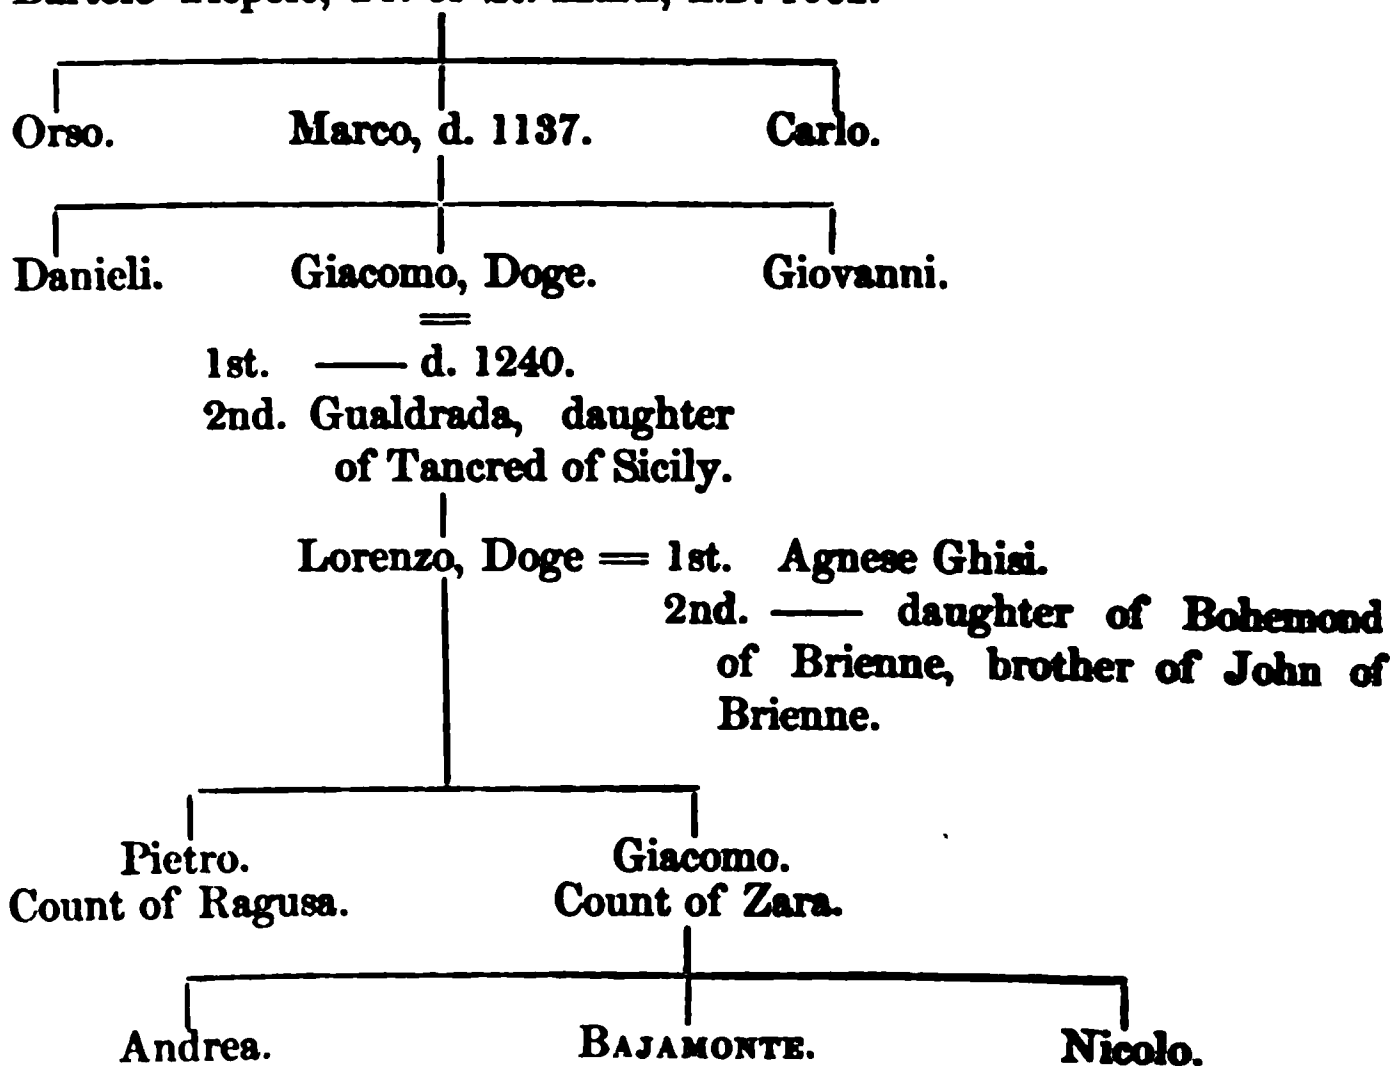 Orso. Marco, d. 1137. Carlo.
Danieli. Giacomo, Doge. Giovanni.
=
1st. —— d. 1240.
2nd. Gualdrada, daughter
of Tancred of Sicily.
Lorenzo, Doge = 1st. Agnese Ghisi.
2nd. —— daughter of Bohemond
of Brienne, brother of John of
Brienne.
Pietro. Giacomo.
Count of Ragusa. Count of Zara.
Andrea. BAJAMONTE. Nicolo.